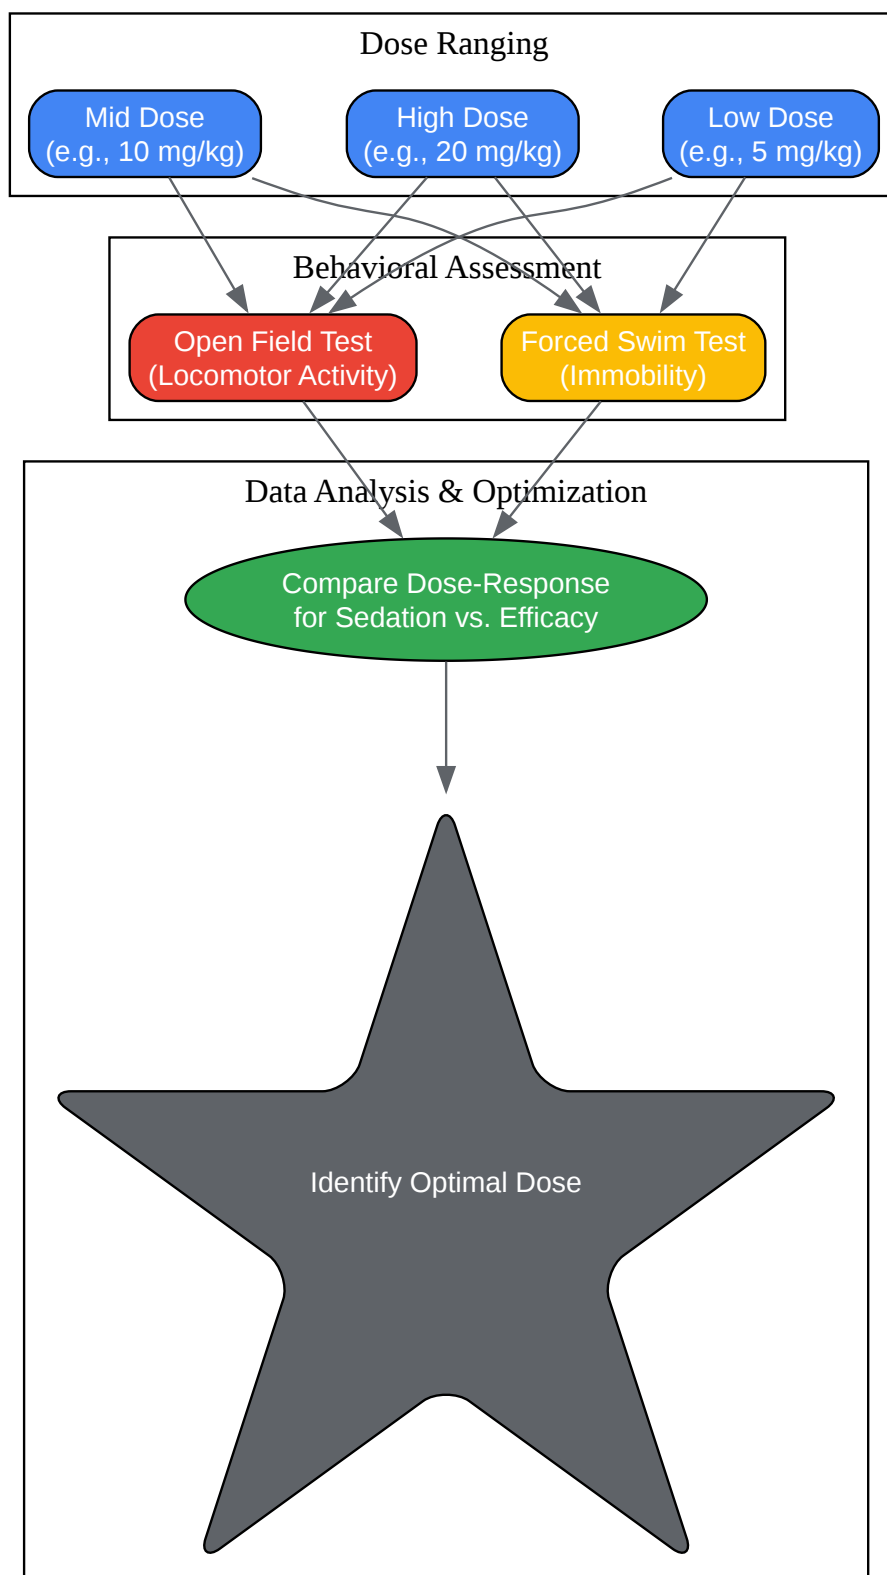 Dose Ranging
Mid Dose
(e.g., 10 mg/kg)
High Dose
(e.g., 20 mg/kg)
Low Dose
(e.g., 5 mg/kg)
Behavioral Assessment
Open Field Test
(Locomotor Activity)
Forced Swim Test
(Immobility)
Data Analysis & Optimization
Compare Dose-Response
for Sedation vs. Efficacy
Identify Optimal Dose